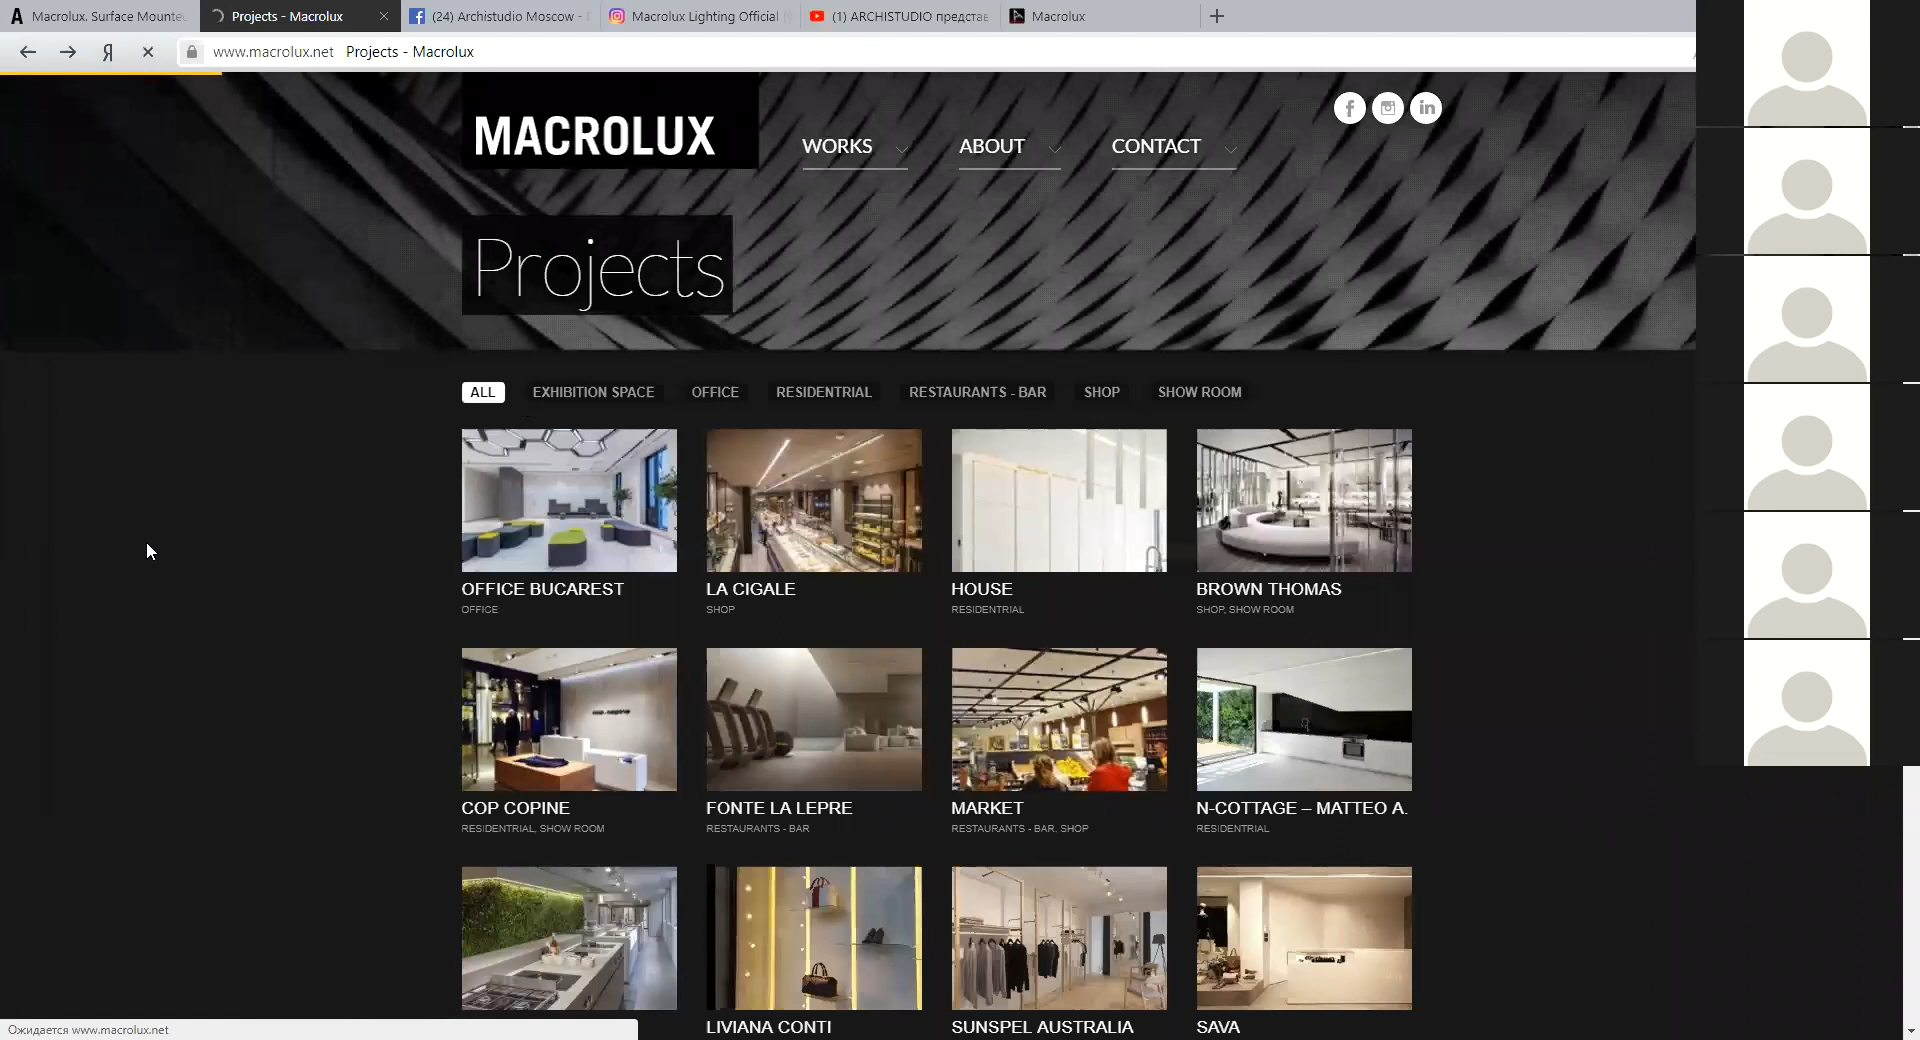 Macrolux. Surface Mounte
Projects - Macrolux
(24) Archistudio Moscow -
Macrolux Lighting Official
(1) ARCHISTUDIO представ
Macrolux
www.macrolux.net Projects - Macrolux
MACROLUX
WORKS
ABOUT
CONTACT
Projects
ALL
EXHIBITION SPACE
OFFICE
RESIDENTRIAL
RESTAURANTS - BAR
SHOP
SHOW ROOM
OFFICE BUCAREST
OFFICE
LA CIGALE
SHOP
HOUSE
RESIDENTRIAL
BROWN THOMAS
SHOP, SHOW ROOM
COP COPINE
RESIDENTRIAL, SHOW ROOM
FONTE LA LEPRE
RESTAURANTS - BAR
MARKET
RESTAURANTS - BAR, SHOP
N-COTTAGE – MATTEO A.
RESIDENTRIAL
LIVIANA CONTI
SUNSPEL AUSTRALIA
SAVA
Ожидается www.macrolux.net